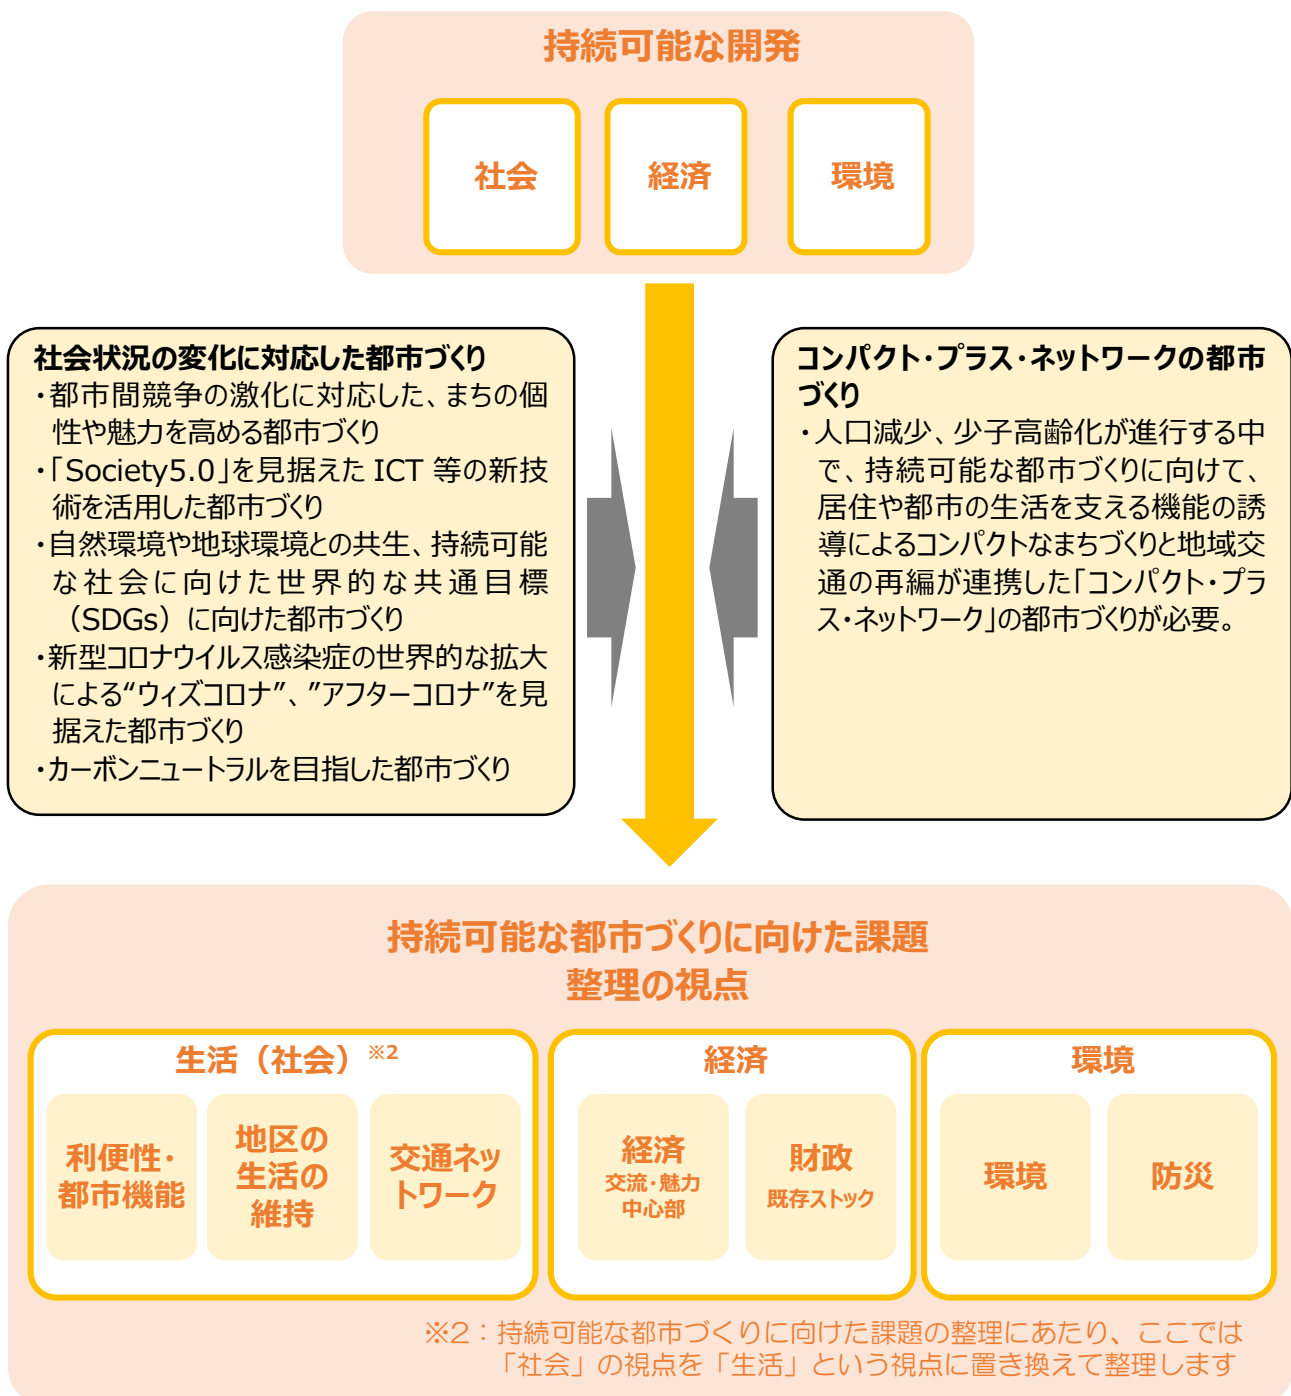 持続可能な開発
社会
経済
環境
社会状況の変化に対応した都市づくり
・都市間競争の激化に対応した、まちの個
性や魅力を高める都市づくり
・「Society5.0」を見据えた ICT 等の新技
術を活用した都市づくり
・自然環境や地球環境との共生、持続可能
な社会に向けた世界的な共通目標
（SDGs）に向けた都市づくり
・新型コロナウイルス感染症の世界的な拡大
による“ウィズコロナ”、”アフターコロナ”を見
据えた都市づくり
・カーボンニュートラルを目指した都市づくり
コンパクト・プラス・ネットワークの都市
づくり
・人口減少、少子高齢化が進行する中
で、持続可能な都市づくりに向けて、
居住や都市の生活を支える機能の誘
導によるコンパクトなまちづくりと地域交
通の再編が連携した「コンパクト・プラ
ス・ネットワーク」の都市づくりが必要。
持続可能な都市づくりに向けた課題
整理の視点
生活（社会）※2
利便性・
都市機能
地区の
生活の
維持
交通ネッ
トワーク
経済
経済
交流・魅力
中心部
財政
既存ストック
環境
環境
防災
※2：持続可能な都市づくりに向けた課題の整理にあたり、ここでは
「社会」の視点を「生活」という視点に置き換えて整理します